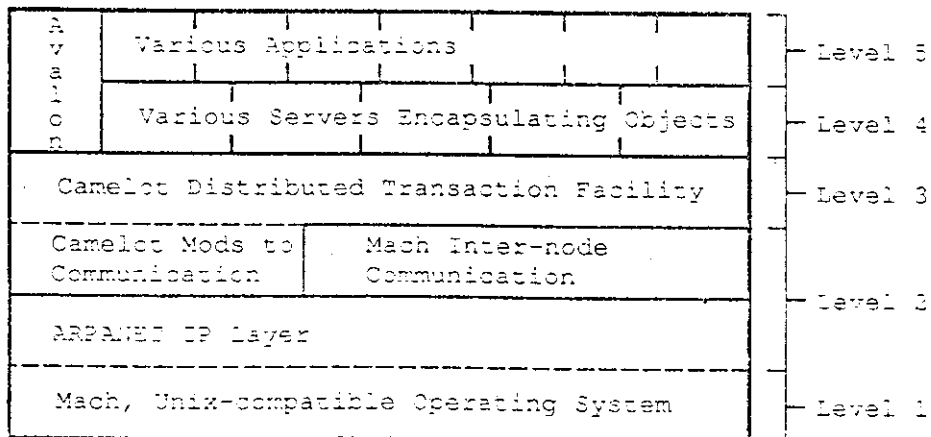 Avalon
Various Applications
Level 5
Various Servers Encapsulating Objects
Level 4
Camelot Distributed Transaction Facility
Level 3
Camelot Mods to
Communication
Mach Inter-node
Communication
Level 2
ARPANET IP Layer
Mach, Unix-compatible Operating System
Level 1